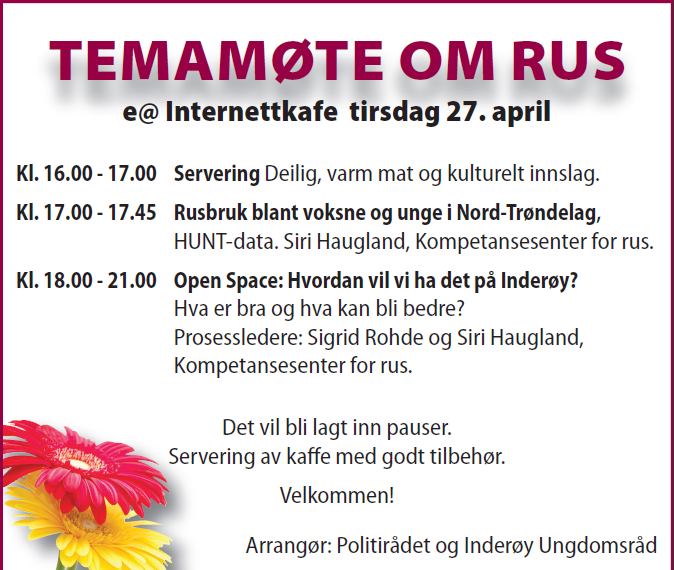 TEMAMØTE OM RUS
e@ Internettkafe tirsdag 27. april
Kl. 16.00 - 17.00 Servering Deilig, varm mat og kulturelt innslag.
Kl. 17.00 - 17.45 Rusbruk blant voksne og unge i Nord-Trøndelag,
HUNT-data. Siri Haugland, Kompetansesenter for rus.
Kl. 18.00 - 21.00 Open Space: Hvordan vil vi ha det på Inderøy?
Hva er bra og hva kan bli bedre?
Prosessledere: Sigrid Rohde og Siri Haugland,
Kompetansesenter for rus.
Det vil bli lagt inn pauser.
Servering av kaffe med godt tilbehør.
Velkommen!
Arrangør: Politirådet og Inderøy Ungdomsråd